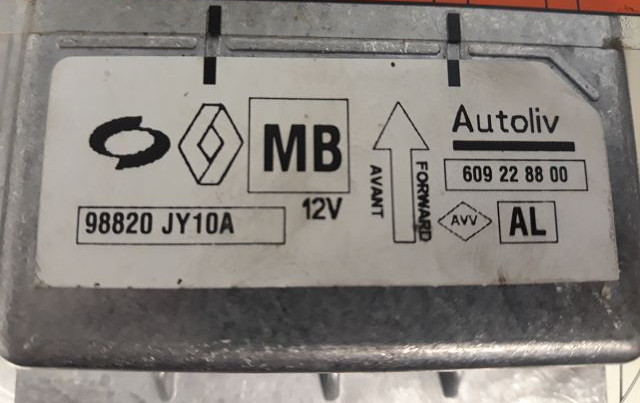 MB
12V
98820 JY10A
AVANT
FORWARD
Autoliv
609 22 88 00
AVV
AL